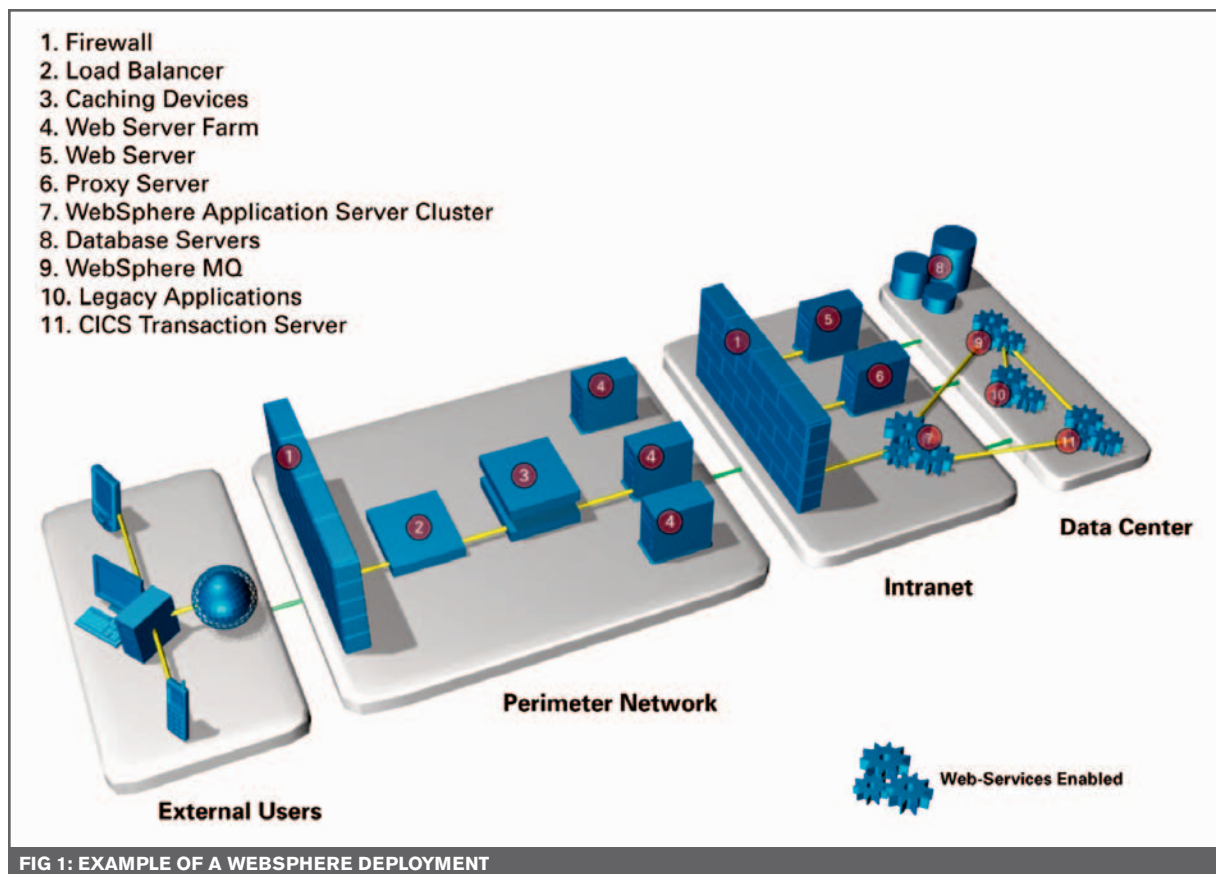 1. Firewall
2. Load Balancer
3. Caching Devices
4. Web Server Farm
5. Web Server
6. Proxy Server
7. WebSphere Application Server Cluster
8. Database Servers
9. WebSphere MQ
10. Legacy Applications
11. CICS Transaction Server
8
1
5
9
6
10
4
7
11
1
3
4
2
4
Data Center
Intranet
Perimeter Network
Web-Services Enabled
External Users
FIG 1: EXAMPLE OF A WEBSPHERE DEPLOYMENT